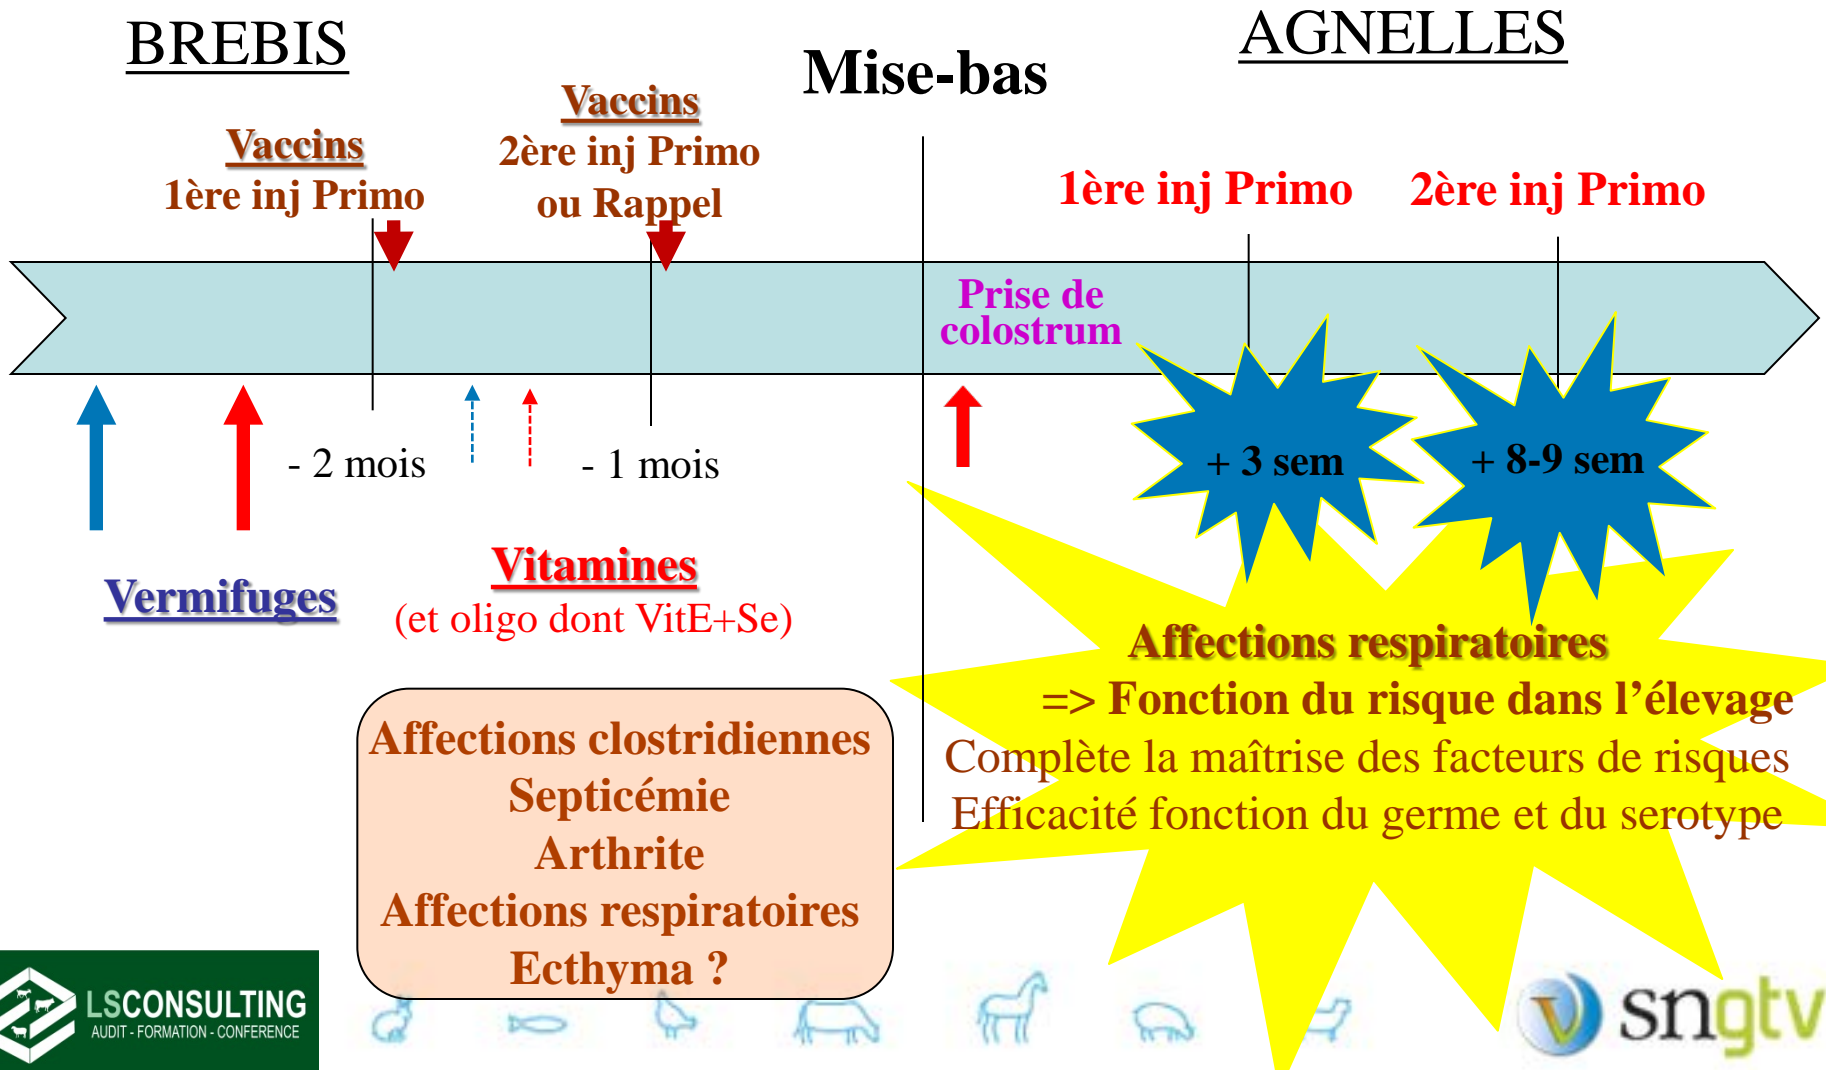 BREBIS
Mise-bas
AGNELLES
Vaccins
1ère inj Primo
Vaccins
2ère inj Primo
ou Rappel
1ère inj Primo
2ère inj Primo
Prise de
colostrum
- 2 mois
- 1 mois
+ 3 sem
+ 8-9 sem
Vermifuges
Vitamines
(et oligo dont VitE+Se)
Affections clostridiennes
Septicémie
Arthrite
Affections respiratoires
Ecthyma ?
Affections respiratoires
=> Fonction du risque dans l’élevage
Complète la maîtrise des facteurs de risques
Efficacité fonction du germe et du serotype
LSCONSULTING
AUDIT - FORMATION - CONFERENCE
sngtv